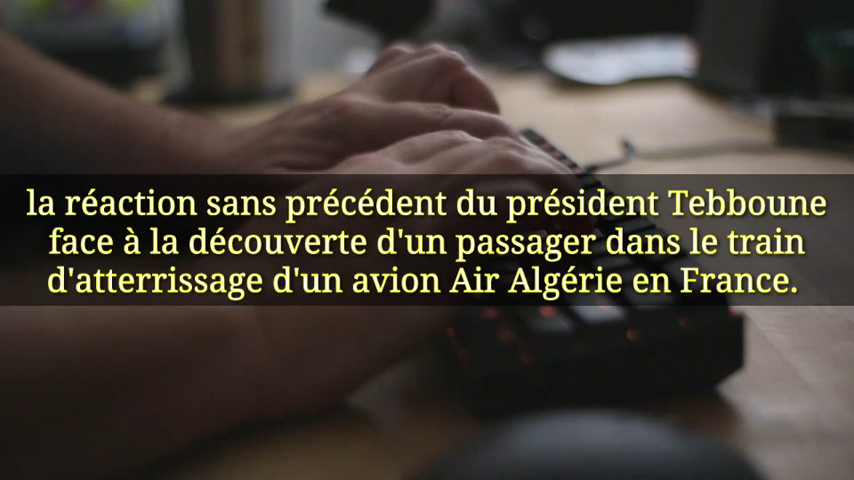 la réaction sans précédent du président Tebboune
face à la découverte d'un passager dans le train
d'atterrissage d'un avion Air Algérie en France.